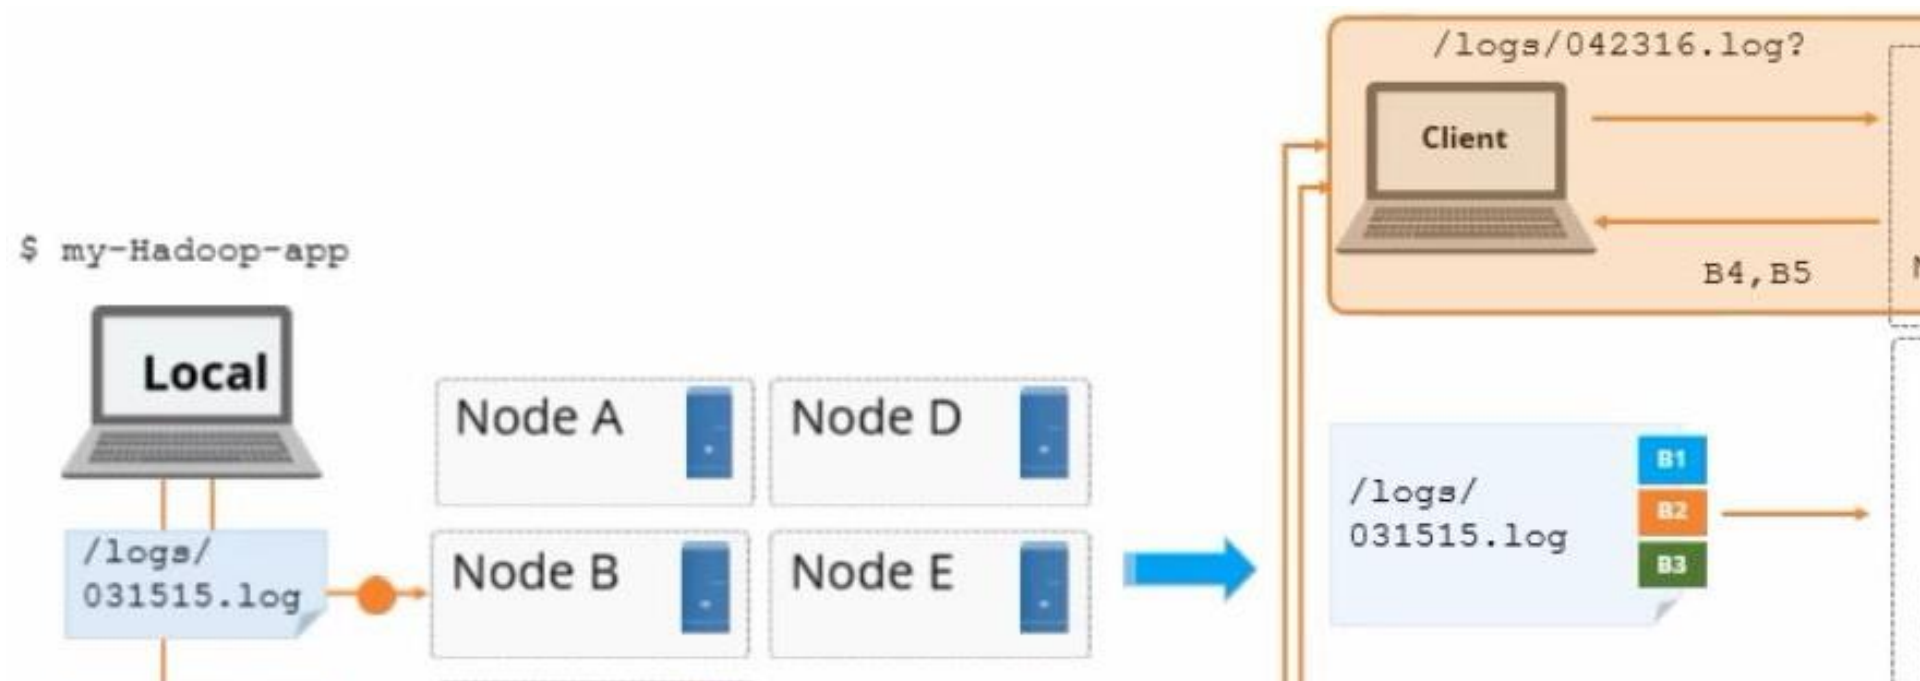 $ my-Hadoop-app
Local
/logs/
031515.log
Node A
Node D
Node B
Node E
/logs/042316.log?
Client
B4,B5
/logs/
031515.log
B1
B2
B3